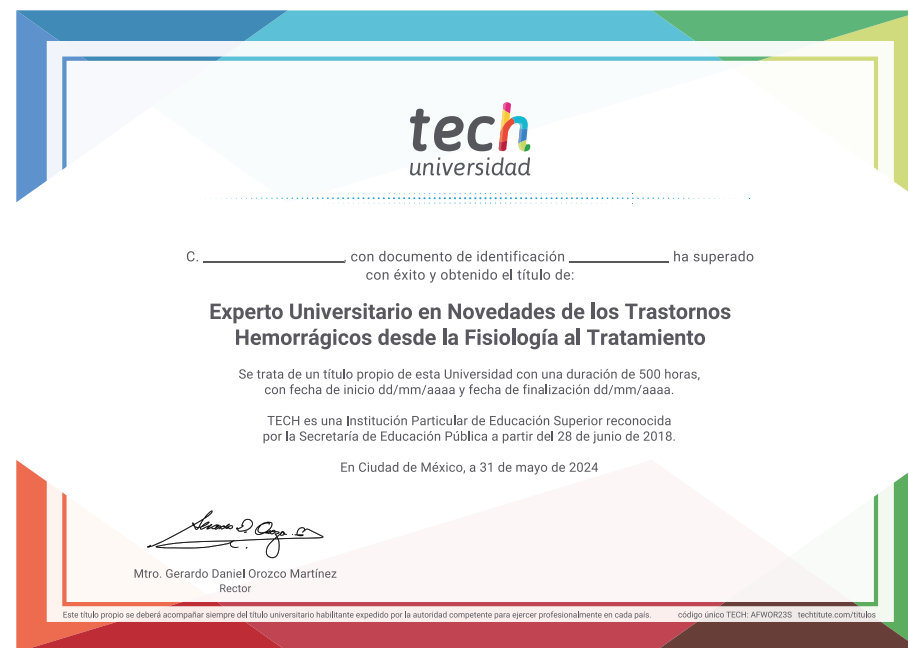 tech
universidad
C. ____________, con documento de identificación ____________ ha superado
con éxito y obtenido el título de:
Experto Universitario en Novedades de los Trastornos
Hemorrágicos desde la Fisiología al Tratamiento
Se trata de un título propio de esta Universidad con una duración de 500 horas,
con fecha de inicio dd/mm/aaaa y fecha de finalización dd/mm/aaaa.
TECH es una Institución Particular de Educación Superior reconocida
por la Secretaría de Educación Pública a partir del 28 de junio de 2018.
En Ciudad de México, a 31 de mayo de 2024
Mtro. Gerardo Daniel Orozco Martínez
Rector
Este título propio se deberá acompañar siempre del título universitario habilitante expedido por la autoridad competente para ejercer profesionalmente en cada país. código único TECH: AFWOR23S techtitute.com/titulos